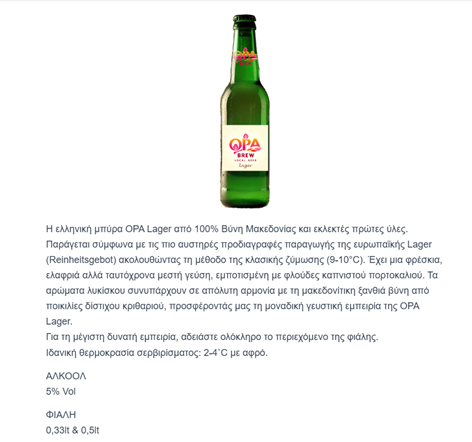 OPA
BREW
LOCAL BEER
Lager
Η ελληνική μπύρα OPA Lager από 100% Βύνη Μακεδονίας και εκλεκτές πρώτες ύλες.
Παράγεται σύμφωνα με τις πιο αυστηρές προδιαγραφές παραγωγής της ευρωπαϊκής Lager
(Reinheitsgebot) ακολουθώντας τη μέθοδο της κλασικής ζύμωσης (9-10°C). Έχει μια φρέσκια,
ελαφριά αλλά ταυτόχρονα μεστή γεύση, εμποτισμένη με φλούδες καπνιστού πορτοκαλιού. Τα
αρώματα λυκίσκου συνυπάρχουν σε απόλυτη αρμονία με τη μακεδονίτικη ξανθιά βύνη από
ποικιλίες δίστιχου κριθαριού, προσφέροντάς μας τη μοναδική γευστική εμπειρία της OPA
Lager.
Για τη μέγιστη δυνατή εμπειρία, αδειάστε ολόκληρο το περιεχόμενο της φιάλης.
Ιδανική θερμοκρασία σερβιρίσματος: 2-4˚C με αφρό.
ΑΛΚΟΟΛ
5% Vol
ΦΙΑΛΗ
0,33lt & 0,5lt